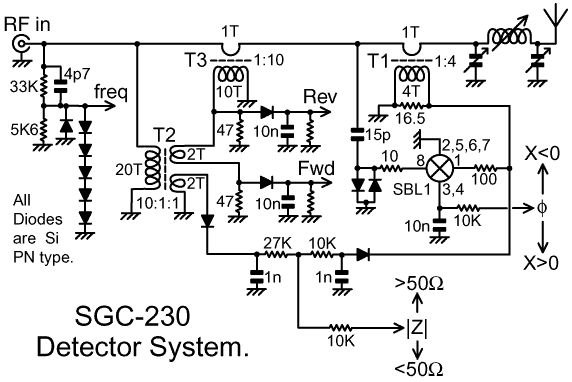 RF in
1T
1T
T3
1:10
T1
1:4
4p7
33K
freq
10T
Rev
4T
16.5
5K6
T2
47
10n
15p
2,5,6,7
X<0
20T
2T
2T
Fwd
10
8
1
100
SBL1
3,4
ϕ
10:1:1
47
10n
10n
10K
X>0
All
Diodes
are Si
PN type.
27K
10K
1n
1n
>50Ω
SGC-230
Detector System.
10K
|Z|
<50Ω